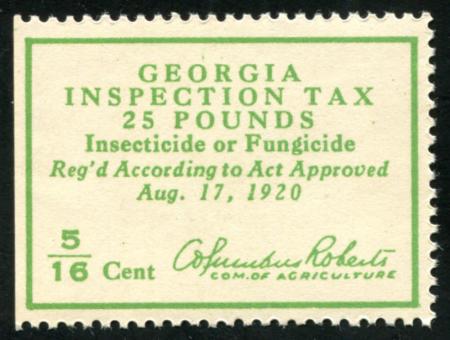 GEORGIA
INSPECTION TAX
25 POUNDS
Insecticide or Fungicide
Reg'd According to Act Approved
Aug. 17, 1920
5/16 Cent
Columbus Roberts
COM. OF AGRICULTURE